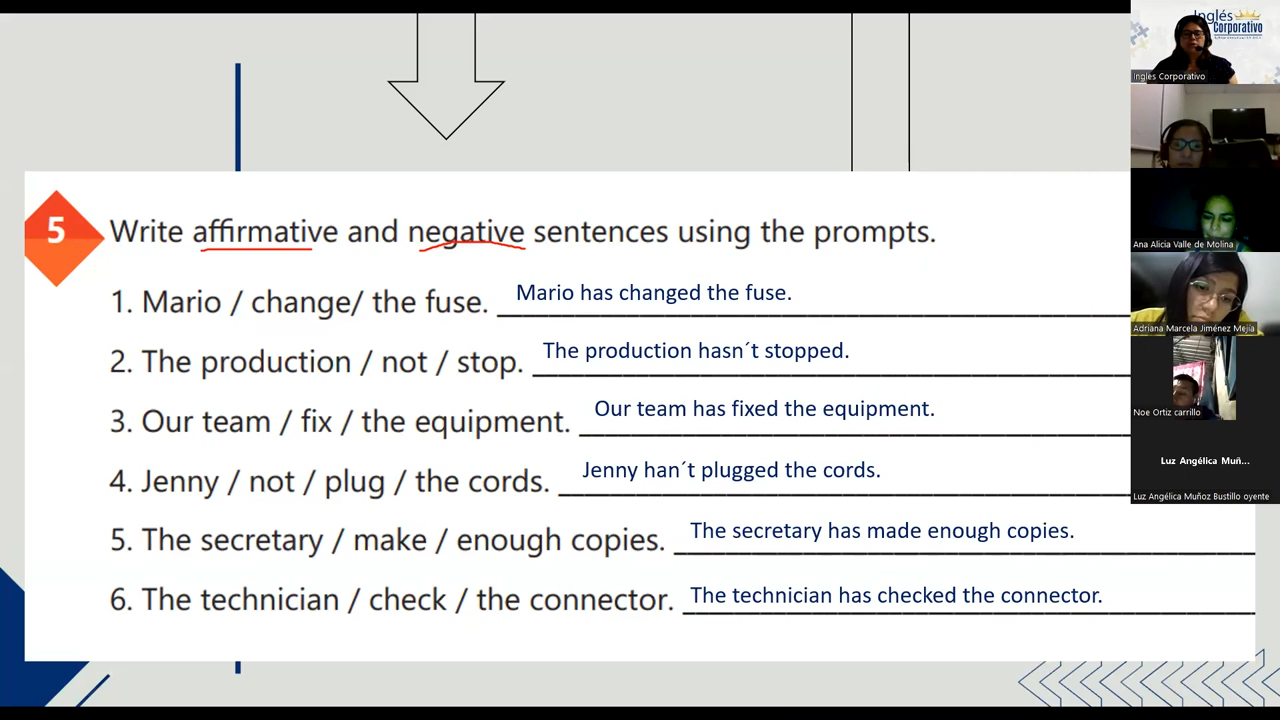 Inglés
Corporativo
Ingles Corporativo
5
Write affirmative and negative sentences using the prompts.
1. Mario / change/ the fuse. Mario has changed the fuse.
2. The production / not / stop. The production hasn´t stopped.
3. Our team / fix / the equipment. Our team has fixed the equipment.
4. Jenny / not / plug / the cords. Jenny han´t plugged the cords.
5. The secretary / make / enough copies. The secretary has made enough copies.
6. The technician / check / the connector. The technician has checked the connector.
Ana Alicia Valle de Molina
Adriana Marcela Jiménez Mejía
Noe Ortiz carrillo
Luz Angélica Muñ...
Luz Angélica Muñoz Bustillo oyente